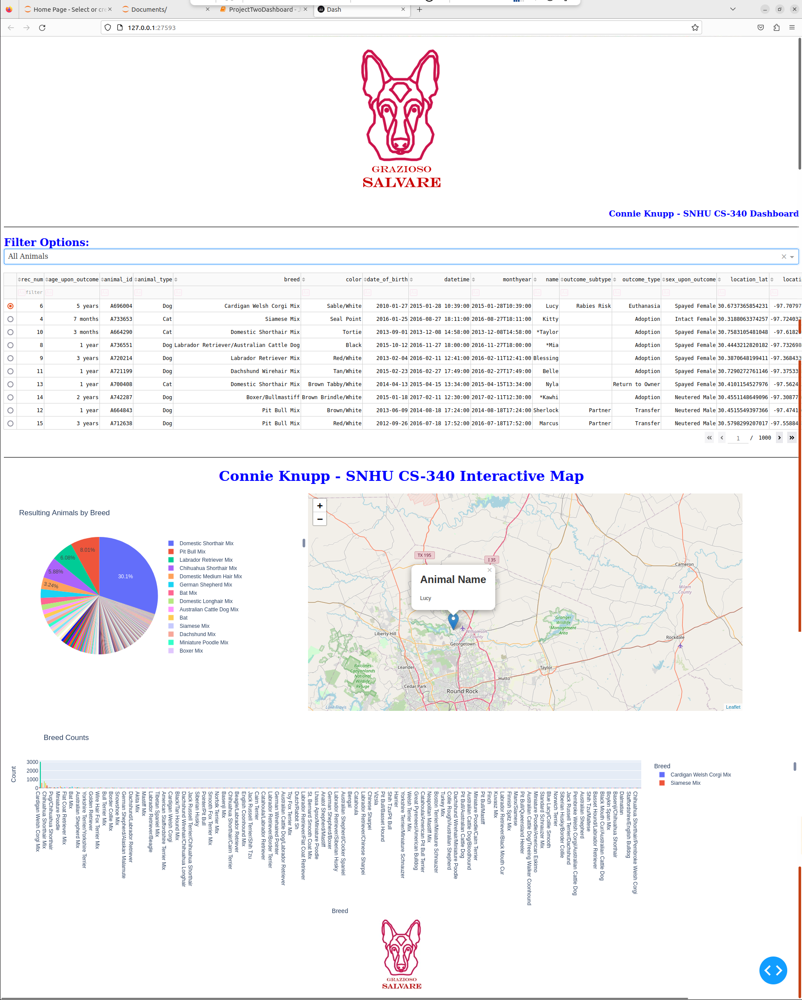 Home Page - Select or cre
Documents/
ProjectTwoDashboard - J
Dash
127.0.0.1:27593
GRAZIOSO
SALVARE
Connie Knupp - SNHU CS-340 Dashboard
Filter Options:
All Animals
rec_num age_upon_outcome animal_id animal_type breed color date_of_birth datetime monthyear name outcome_subtype outcome_type sex_upon_outcome location_lat locati
filter
6 5 years A696004 Dog Cardigan Welsh Corgi Mix Sable/White 2010-01-27 2015-01-28 10:39:00 2015-01-28T10:39:00 Lucy Rabies Risk Euthanasia Spayed Female 30.6737365854231 -97.70797
4 7 months A733653 Cat Siamese Mix Seal Point 2016-01-25 2016-08-27 18:11:00 2016-08-27T18:11:00 Kitty Adoption Intact Female 30.3188063374257 -97.724037
10 3 months A664290 Cat Domestic Shorthair Mix Tortie 2013-09-01 2013-12-08 14:58:00 2013-12-08T14:58:00 *Taylor Adoption Spayed Female 30.7583105481048 -97.6182
8 1 year A736551 Dog Labrador Retriever/Australian Cattle Dog Black 2015-10-12 2016-11-27 18:00:00 2016-11-27T18:00:00 *Mia Adoption Spayed Female 30.4443212820182 -97.732698
9 3 years A720214 Dog Labrador Retriever Mix Red/White 2013-02-04 2016-02-11 12:41:00 2016-02-11T12:41:00 Blessing Adoption Spayed Female 30.3870648199411 -97.368433
11 1 year A721199 Dog Dachshund Wirehair Mix Tan/White 2015-02-23 2016-02-27 17:49:00 2016-02-27T17:49:00 Belle Adoption Spayed Female 30.7290272761146 -97.37533
13 1 year A700408 Cat Domestic Shorthair Mix Brown Tabby/White 2014-04-13 2015-04-15 13:34:00 2015-04-15T13:34:00 Nyla Return to Owner Spayed Female 30.4101154527976 -97.5624
14 2 years A742287 Dog Boxer/Bullmastiff Brown Brindle/White 2015-01-18 2017-02-11 12:30:00 2017-02-11T12:30:00 *Kawhi Adoption Neutered Male 30.4551148649096 -97.30877
12 1 year A664843 Dog Pit Bull Mix Brown/White 2013-06-09 2014-08-18 17:24:00 2014-08-18T17:24:00 Sherlock Partner Transfer Neutered Male 30.4515549397366 -97.4741
15 3 years A712638 Dog Pit Bull Mix Red/White 2012-09-26 2016-07-18 17:52:00 2016-07-18T17:52:00 Marcus Partner Transfer Neutered Male 30.5798299207017 -97.55884
1 / 1000
Connie Knupp - SNHU CS-340 Interactive Map
Resulting Animals by Breed
30.1%
8.01%
6.08%
5.88%
3.24%
Domestic Shorthair Mix
Pit Bull Mix
Labrador Retriever Mix
Chihuahua Shorthair Mix
Domestic Medium Hair Mix
German Shepherd Mix
Bat Mix
Domestic Longhair Mix
Australian Cattle Dog Mix
Bat
Siamese Mix
Dachshund Mix
Miniature Poodle Mix
Boxer Mix
+
−
TX 195
I 35
Cameron
Milam
County
Animal Name
Lucy
Granger
Wildlife
Management
Area
Liberty Hill
Williamson
County
Georgetown
Rockdale
Balcones
Canyonlands
National
Wildlife
Refuge
Leander
Taylor
Hutto
Cedar Park
Round Rock
Lake Travis
Leaflet
Breed Counts
Count
3000
2000
1000
0
Breed
Cardigan Welsh Corgi Mix
Siamese Mix
Cardigan Welsh Corgi Mix
Chihuahua Shorthair Mix
Pug/Chihuahua Shorthair
Miniature Poodle
Flat Coat Retriever Mix
Bat Mix
Australian Shepherd Mix
Yorkshire Terrier/Yorkshire Terrier
Golden Retriever
Wire Hair Fox Terrier Mix
Bull Terrier Mix
Border Collie Mix
Snowshoe Mix
German Shepherd/Alaskan Malamute
Dachshund/Labrador Retriever
Akita Mix
Mastiff Mix
Labrador Retriever/Beagle
Tibetan Spaniel Mix
American Staffordshire Terrier Mix
Cardigan Welsh Corgi
Black/Tan Hound Mix
Dachshund Wirehair/Chihuahua Longhair
Jack Russell Terrier/Chihuahua Shorthair
Siberian Husky
Pointer/Pit Bull
Smooth Fox Terrier Mix
Norfolk Terrier Mix
Basenji Mix
Chihuahua Shorthair/Cairn Terrier
Beagle/Labrador Retriever
English Coonhound Mix
Jack Russell Terrier/Shih Tzu
Cairn Terrier
Catahoula/Labrador Retriever
Labrador Retriever/Border Terrier
German Wirehaired Pointer
Australian Cattle Dog/Labrador Retriever
Toy Fox Terrier Mix
Dutch/Rabbit Sh
Labrador Retriever/Flat Coat Retriever
St. Bernard Smooth Coat Mix
Lhasa Apso/Miniature Poodle
Anatol Shepherd/Mastiff
German Shepherd/Boxer
Labrador Retriever/Siberian Husky
Australian Shepherd/Cocker Spaniel
Bengal
Catahoula
Labrador Retriever/Chinese Sharpei
Chinese Sharpei
Vizsla
Pit Bull/Basset Hound
Shih Tzu/Pit Bull
Harrier
Yorkshire Terrier/Miniature Schnauzer
Welsh Terrier Mix
Great Pyrenees/American Bulldog
Catahoula/American Pit Bull Terrier
Neapolitan Mastiff Mix
Boston Terrier/Miniature Schnauzer
Turkey Mix
Collie Rough/Australian Shepherd
Dachshund Wirehair/Miniature Poodle
Pit Bull/Australian Cattle Dog
Australian Cattle Dog/Bloodhound
Miniature Poodle/Cairn Terrier
Pit Bull/Mastiff
Finch
Kuvasz Mix
Labrador Retriever/Black Mouth Cur
Finnish Spitz Mix
Manx/Siamese
Pit Bull/Queensland Heeler
Australian Cattle Dog/Treeing Walker Coonhound
Miniature Poodle/American Eskimo
Standard Schnauzer Mix
Blue Lacy/Collie Smooth
Norwich Terrier
Siberian Husky/Border Collie
Jack Russell Terrier/Dachshund
Pembroke Welsh Corgi/Australian Cattle Dog
Australian Shepherd
Shih Tzu/Maltese
Basset Hound/Labrador Retriever
Black Mouth Cur/Australian Cattle Dog
Boykin Span Mix
Basenji/Chihuahua Shorthair
Dalmatian
Staffordshire/English Bulldog
Chihuahua Shorthair/Pembroke Welsh Corgi
Breed
GRAZIOSO
SALVARE